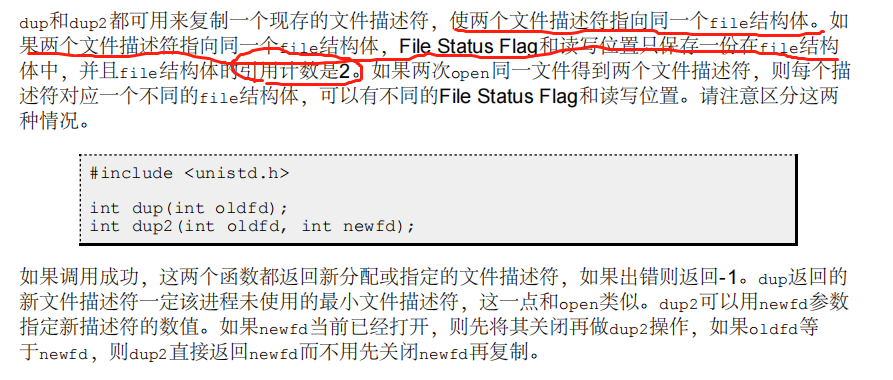 dup和dup2都可用来复制一个现存的文件描述符，使两个文件描述符指向同一个file结构体。如
果两个文件描述符指向同一个file结构体，File Status Flag和读写位置只保存一份在file结构
体中，并且file结构体的引用计数是2。如果两次open同一文件得到两个文件描述符，则每个描
述符对应一个不同的file结构体，可以有不同的File Status Flag和读写位置。请注意区分这两
种情况。
#include <unistd.h>
int dup(int oldfd);
int dup2(int oldfd, int newfd);
如果调用成功，这两个函数都返回新分配或指定的文件描述符，如果出错则返回-1。dup返回的
新文件描述符一定该进程未使用的最小文件描述符，这一点和open类似。dup2可以用newfd参数
指定新描述符的数值。如果newfd当前已经打开，则先将其关闭再做dup2操作，如果oldfd等
于newfd，则dup2直接返回newfd而不用先关闭newfd再复制。